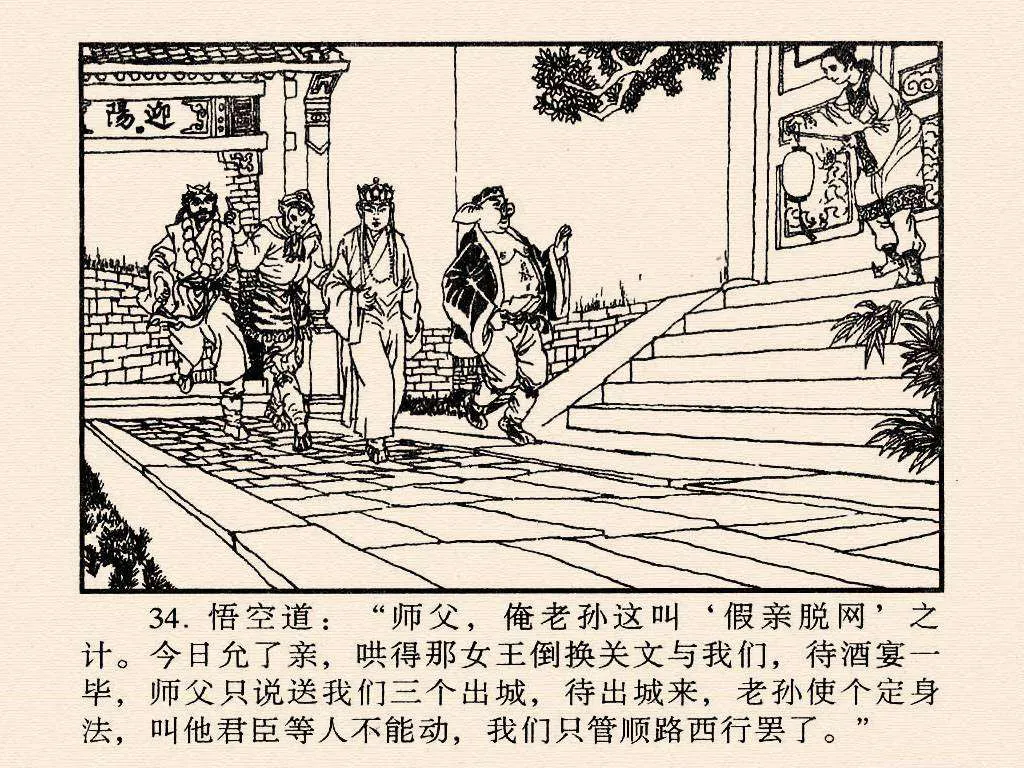 迎陽
34. 悟空道：“师父，俺老孙这叫‘假亲脱网’之
计。今日允了亲，哄得那女王倒换关文与我们，待酒宴一
毕，师父只说送我们三个出城，待出城来，老孙使个定身
法，叫他君臣等人不能动，我们只管顺路西行罢了。”